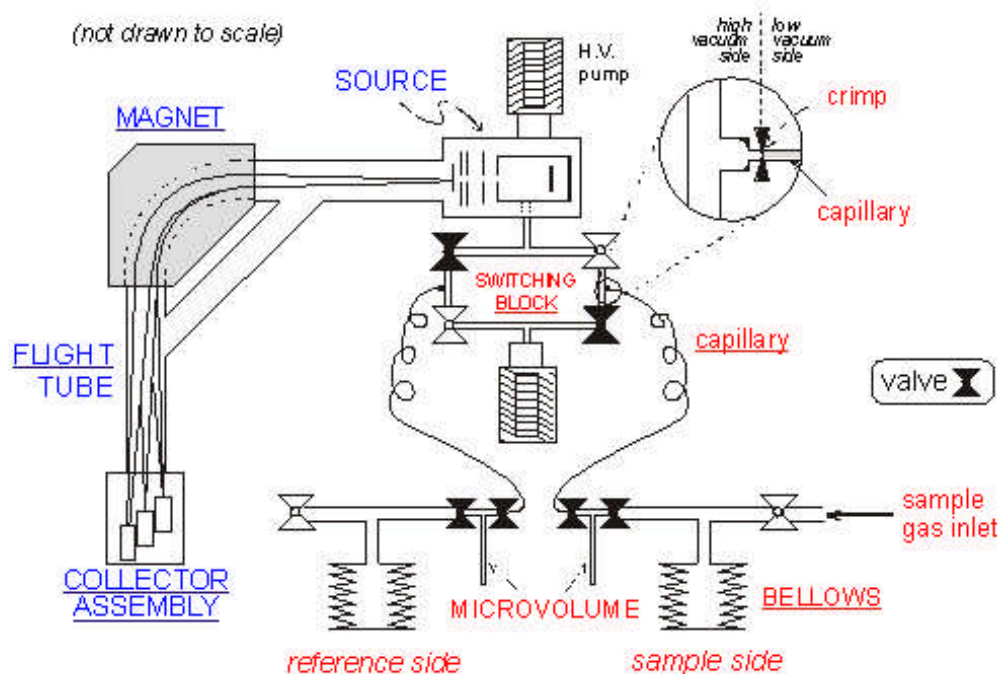 (not drawn to scale)
H.V.
pump
high
vacuum
side
low
vacuum
side
SOURCE
crimp
MAGNET
capillary
SWITCHING
BLOCK
capillary
FLIGHT
TUBE
valve
sample
gas inlet
COLLECTOR
ASSEMBLY
MICROVOLUME
BELLOWS
reference side
sample side